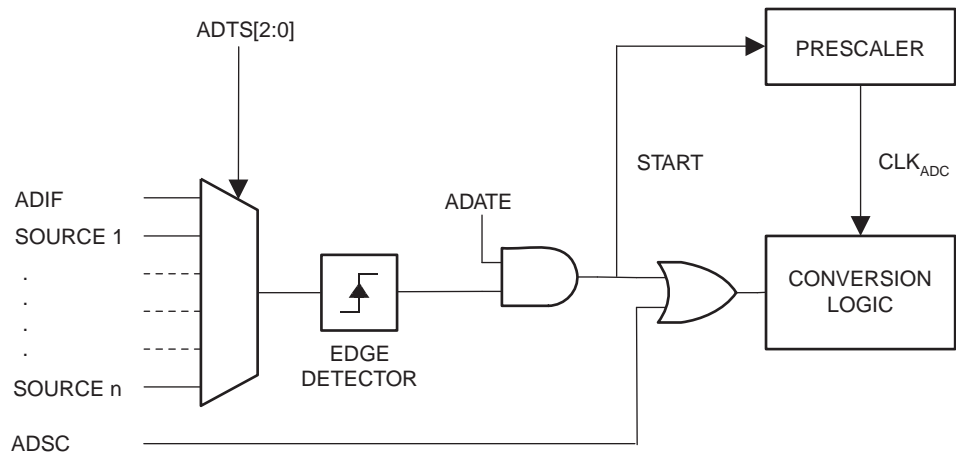 ADTS[2:0]
PRESCALER
START
CLKADC
ADIF
ADATE
SOURCE 1
.
.
.
.
CONVERSION
LOGIC
EDGE
DETECTOR
SOURCE n
ADSC